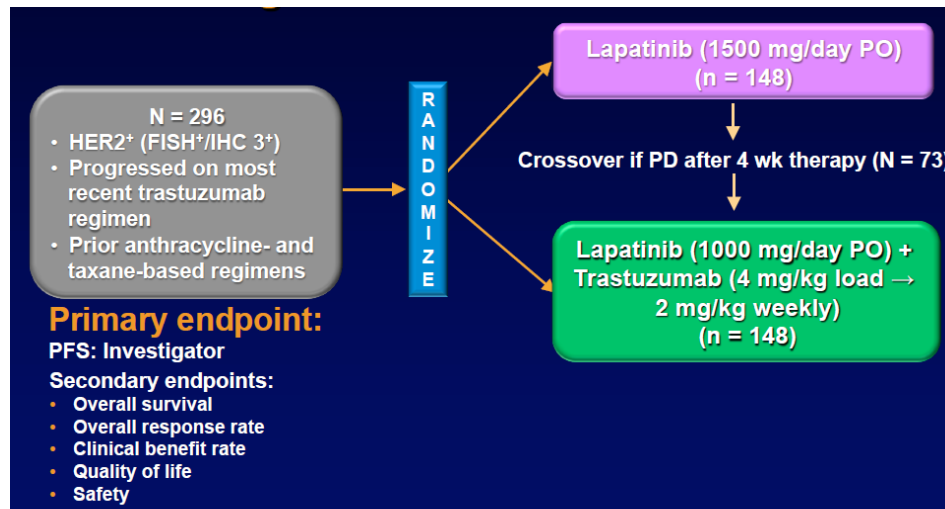 N = 296
• HER2⁺ (FISH⁺/IHC 3⁺)
• Progressed on most
recent trastuzumab
regimen
• Prior anthracycline- and
taxane-based regimens
RANDOMIZE
Lapatinib (1500 mg/day PO)
(n = 148)
Crossover if PD after 4 wk therapy (N = 73)
Lapatinib (1000 mg/day PO) +
Trastuzumab (4 mg/kg load →
2 mg/kg weekly)
(n = 148)
Primary endpoint:
PFS: Investigator
Secondary endpoints:
• Overall survival
• Overall response rate
• Clinical benefit rate
• Quality of life
• Safety